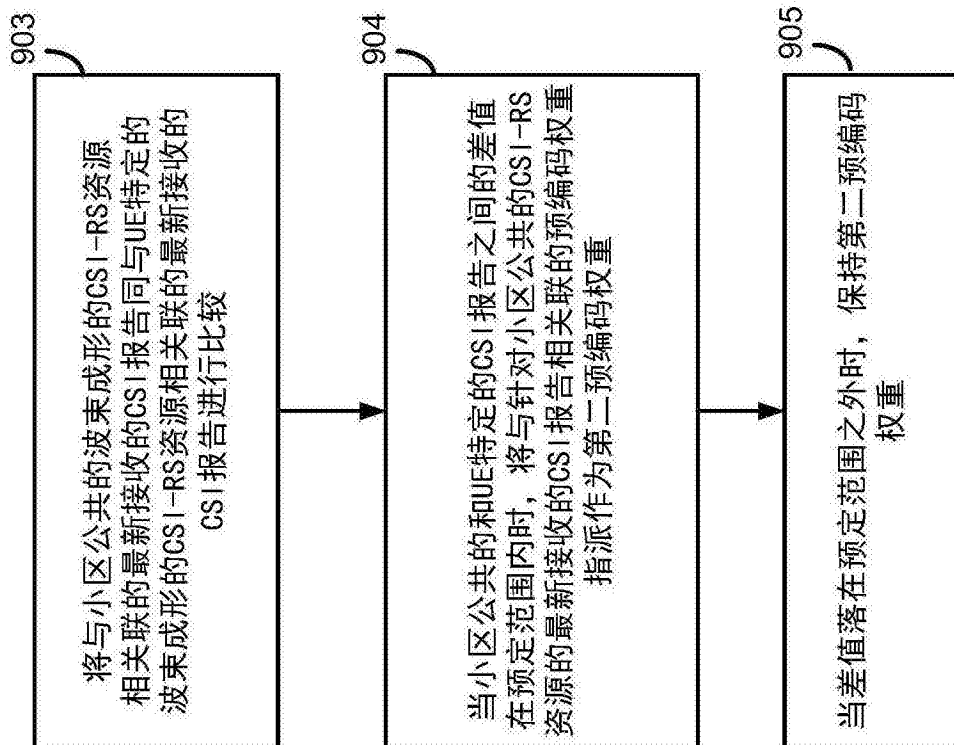 903
将与小区公共的波束成形的CSI-RS资源
相关联的最新接收的CSI报告同与UE特定的
波束成形的CSI-RS资源相关联的最新接收的
CSI报告进行比较
904
当小区公共的和UE特定的CSI报告之间的差值
在预定范围内时，将与针对小区公共的CSI-RS
资源的最新接收的CSI报告相关联的预编码权重
指派作为第二预编码权重
905
当差值落在预定范围之外时，保持第二预编码
权重